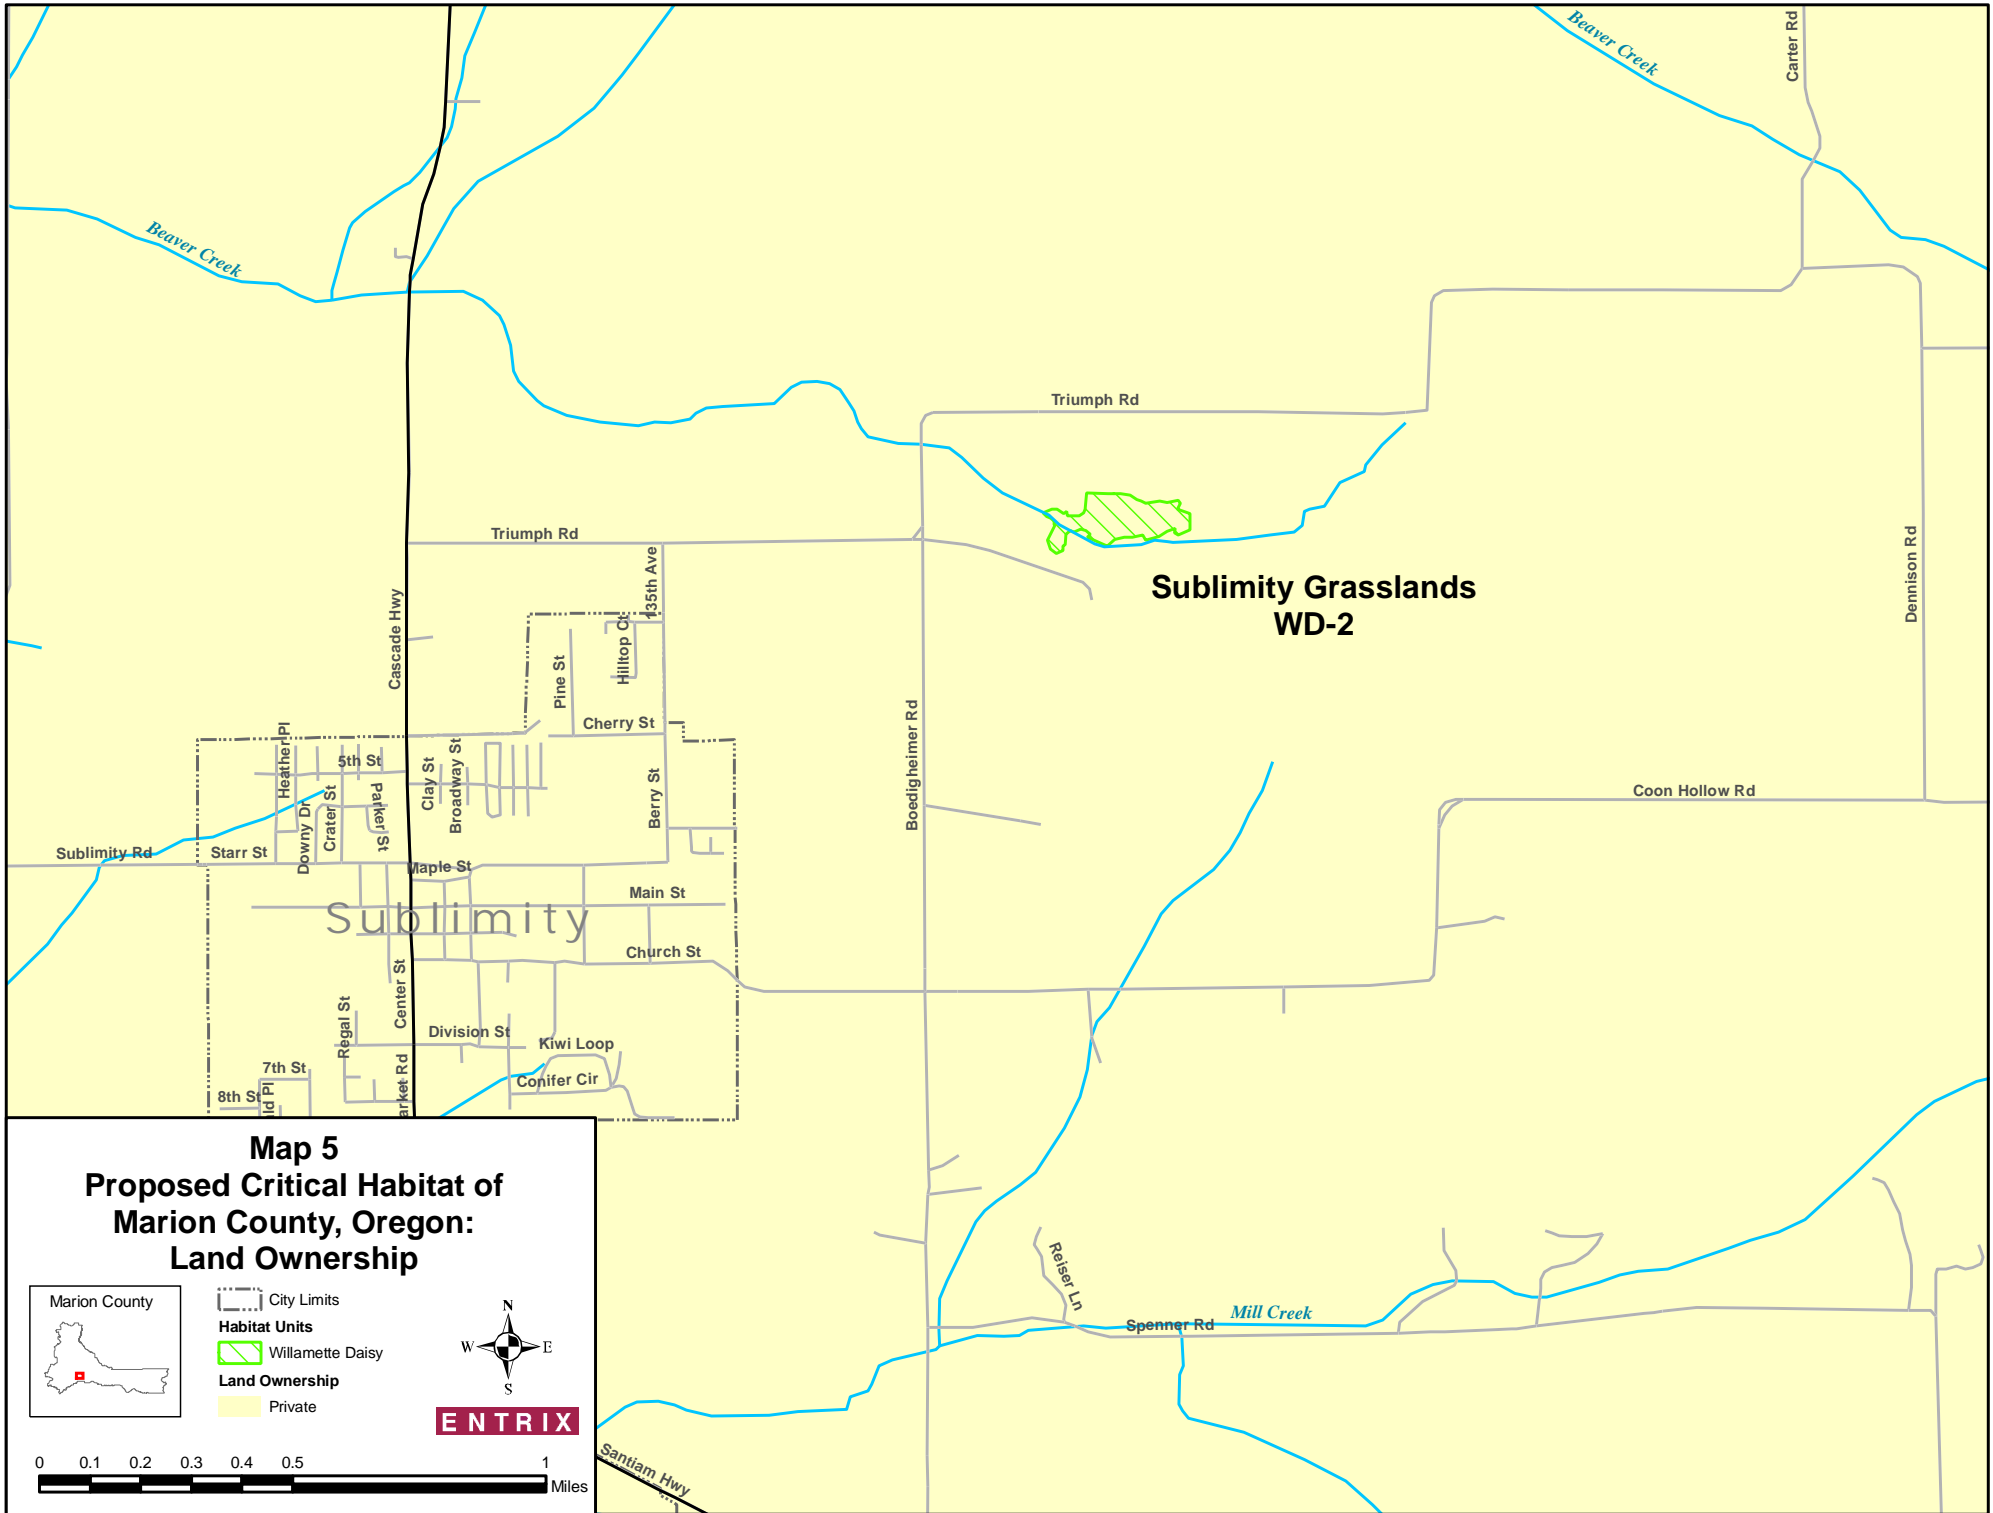 Beaver Creek
Carter Rd
Beaver Creek
Triumph Rd
Triumph Rd
135th Ave
Cascade Hwy
Sublimity Grasslands
WD-2
Dennison Rd
Hilltop Ct
Pine St
Cherry St
Boedigheimer Rd
Heather Pl
5th St
Clay St
Broadway St
Parker St
Crater St
Downy Dr
Berry St
Coon Hollow Rd
Sublimity Rd
Starr St
Maple St
Main St
Sublimity
Church St
Center St
Regal St
Division St
Kiwi Loop
7th St
Conifer Cir
8th St
ld Pl
arket Rd
Reiser Ln
Mill Creek
Spenner Rd
Santiam Hwy
Map 5
Proposed Critical Habitat of
Marion County, Oregon:
Land Ownership
Marion County
City Limits
Habitat Units
Willamette Daisy
Land Ownership
Private
N
W E
S
ENTRIX
0 0.1 0.2 0.3 0.4 0.5 1
Miles